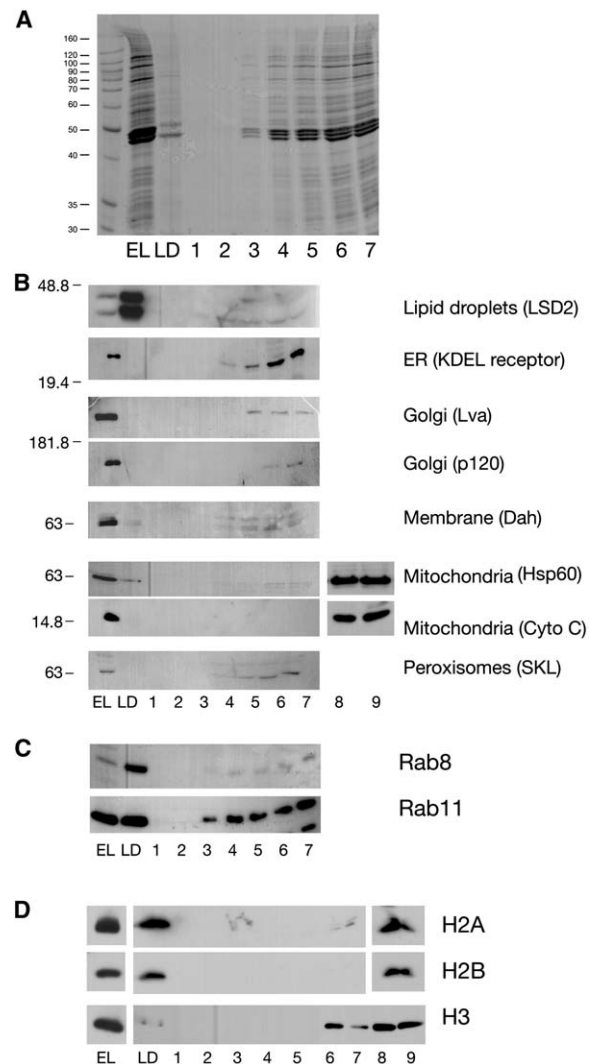 A
160
120
100
90
80
70
60
50
40
35
30
EL LD 1 2 3 4 5 6 7
B
48.8
Lipid droplets (LSD2)
ER (KDEL receptor)
19.4
Golgi (Lva)
181.8
Golgi (p120)
63 Membrane (Dah)
63 Mitochondria (Hsp60)
14.8 Mitochondria (Cyto C)
63 Peroxisomes (SKL)
EL LD 1 2 3 4 5 6 7 8 9
C
Rab8
Rab11
EL LD 1 2 3 4 5 6 7
D
H2A
H2B
H3
EL LD 1 2 3 4 5 6 7 8 9